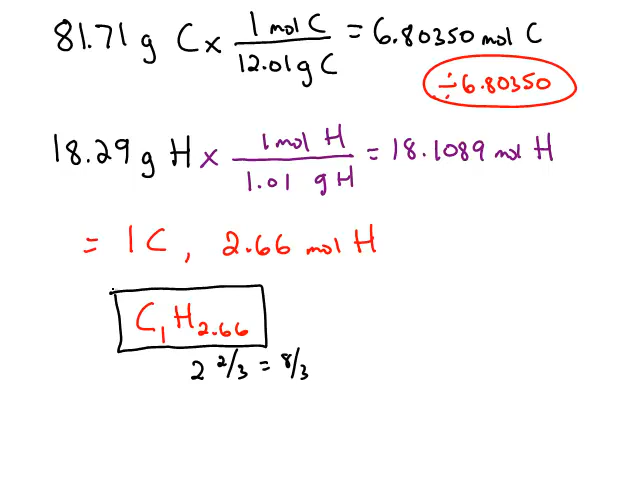 81.71 g C x 1 mol C / 12.01 g C = 6.80350 mol C
÷6.80350
18.29 g H x 1 mol H / 1.01 g H = 18.1089 mol H
= 1C, 2.66 mol H
C₁H₂.₆₆
2 2/3 = 8/3